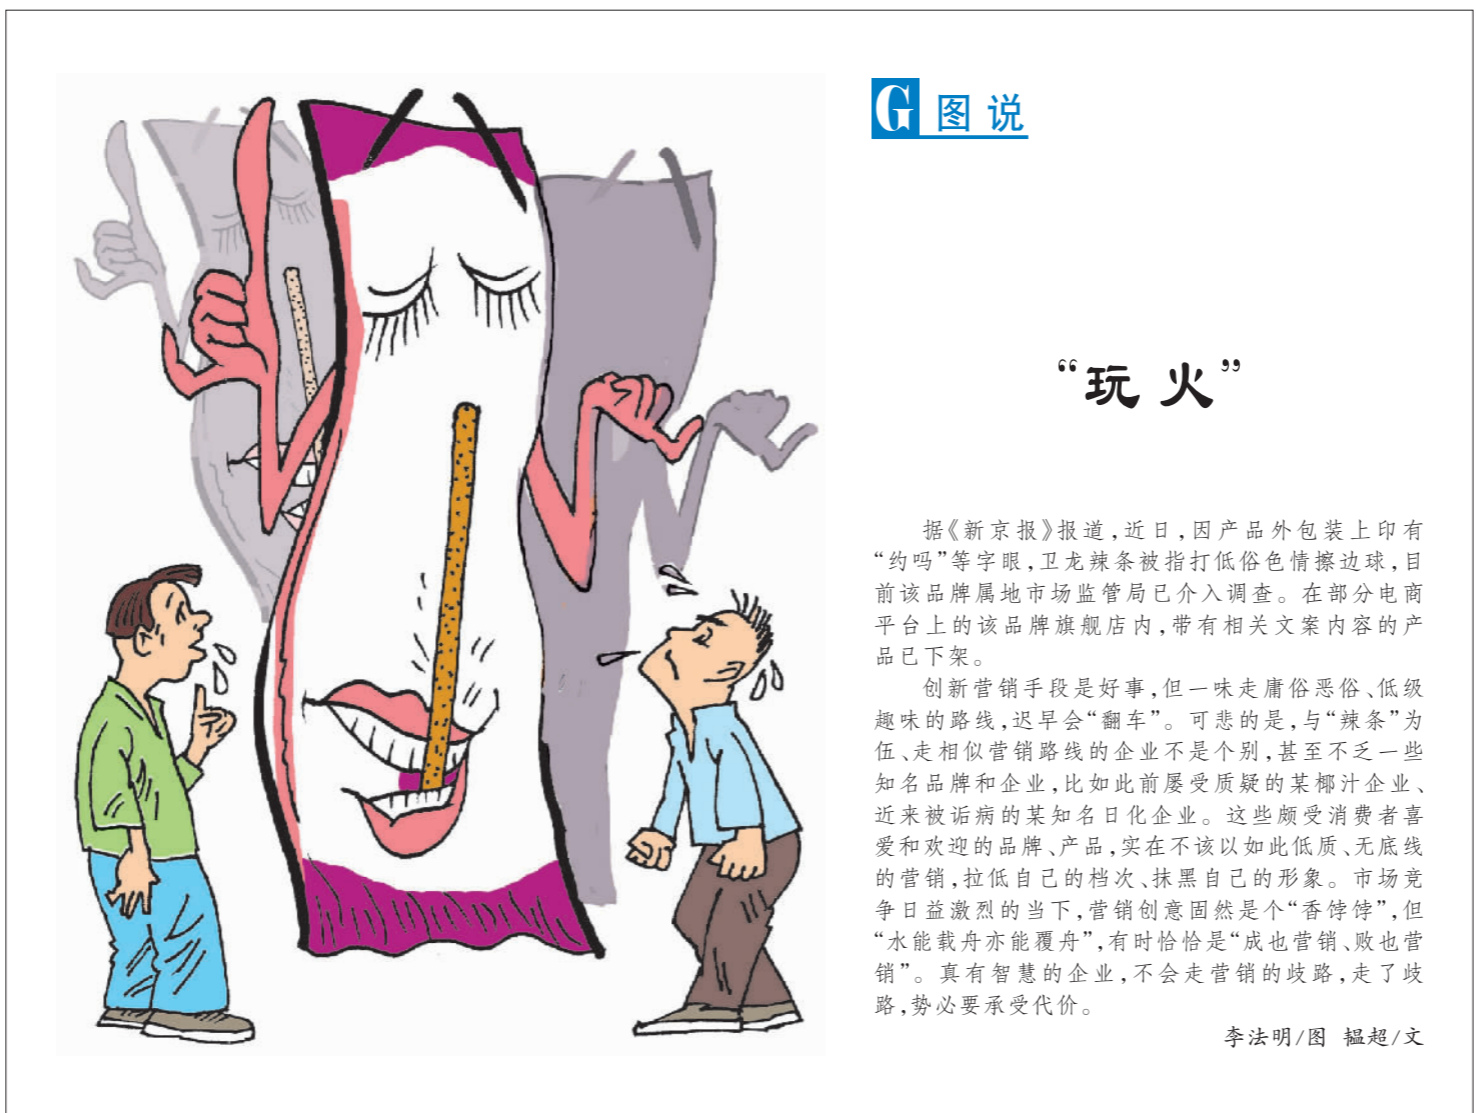 G 图说
“玩火”
据《新京报》报道，近日，因产品外包装上印有
“约吗”等字眼，卫龙辣条被指打低俗色情擦边球，目
前该品牌属地市场监管局已介入调查。在部分电商
平台上的该品牌旗舰店内，带有相关文案内容的产
品已下架。
创新营销手段是好事，但一味走庸俗恶俗、低级
趣味的路线，迟早会“翻车”。可悲的是，与“辣条”为
伍、走相似营销路线的企业不是个别，甚至不乏一些
知名品牌和企业，比如此前屡受质疑的某椰汁企业、
近来被诟病的某知名日化企业。这些颇受消费者喜
爱和欢迎的品牌、产品，实在不该以如此低质、无底线
的营销，拉低自己的档次、抹黑自己的形象。市场竞
争日益激烈的当下，营销创意固然是个“香饽饽”，但
“水能载舟亦能覆舟”，有时恰恰是“成也营销、败也营
销”。真有智慧的企业，不会走营销的歧路，走了歧
路，势必要承受代价。
李法明/图 韫超/文